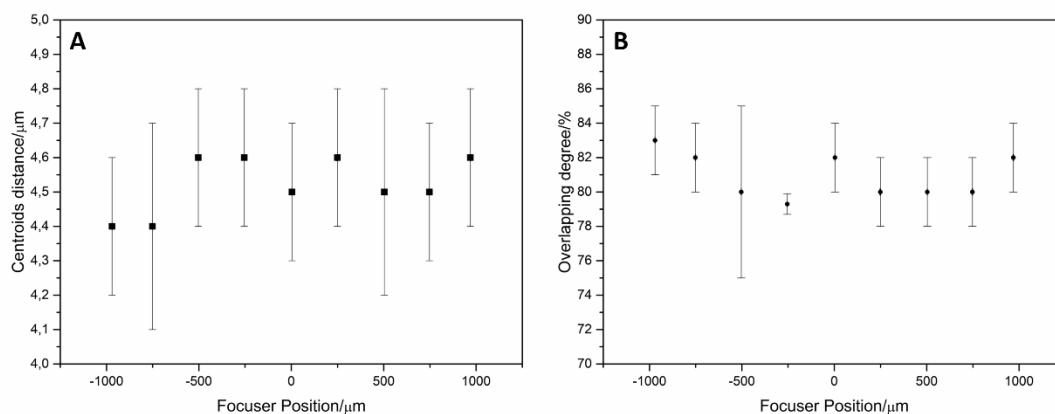 A
5,0
4,9
4,8
4,7
4,6
4,5
4,4
4,3
4,2
4,1
4,0
Centroids distance/μm
-1000 -500 0 500 1000
Focuser Position/μm
B
88
86
84
82
80
78
76
74
72
70
Overlapping degree/%
-1000 -500 0 500 1000
Focuser Position/μm